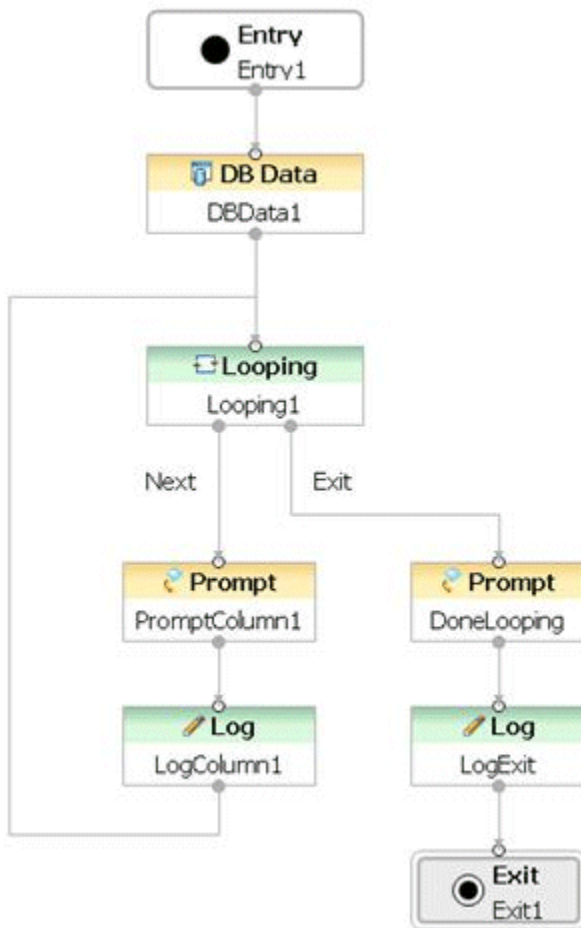 Entry
Entry1
DB Data
DBData1
Looping
Looping1
Next
Exit
Prompt
PromptColumn1
Prompt
DoneLooping
Log
LogColumn1
Log
LogExit
Exit
Exit1